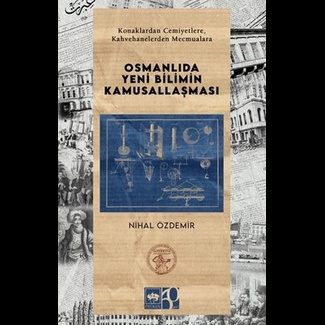 Konaklardan Cemiyetlere,
Kahvehanelerden Mecmualara
OSMANLIDA
YENİ BİLİMİN
KAMUSALLAŞMASI
NİHAL ÖZDEMİR